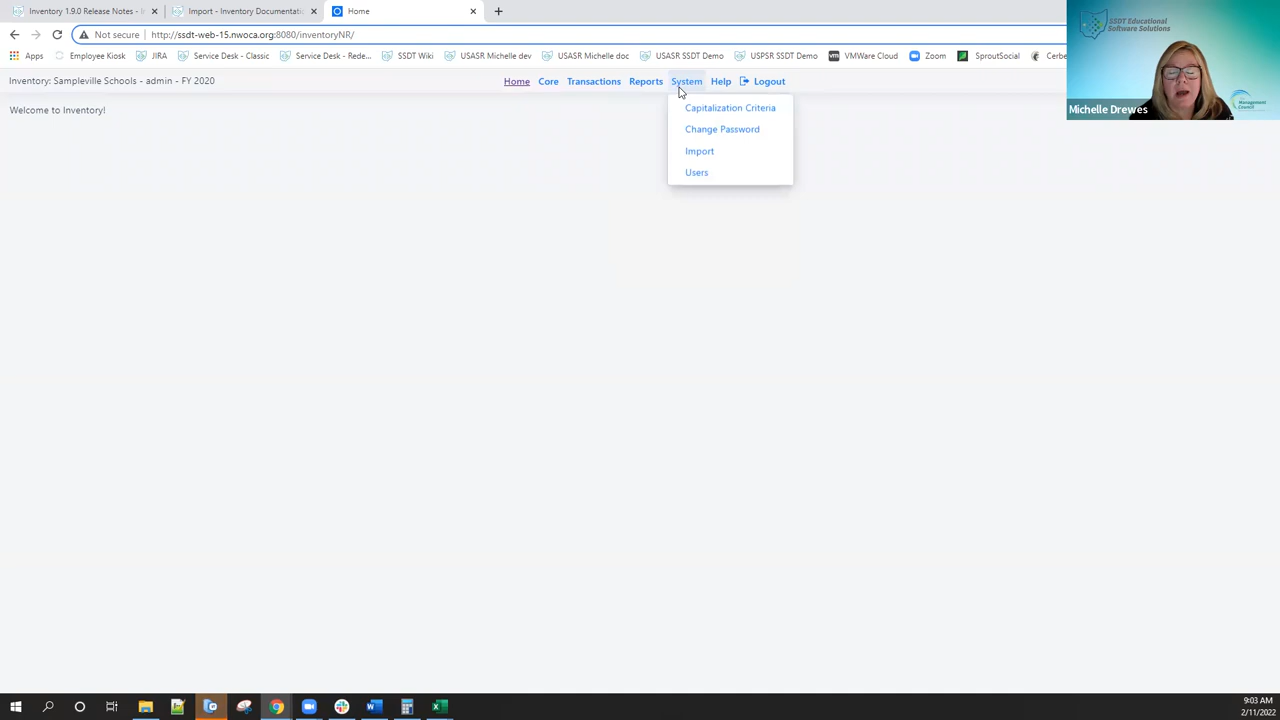 Inventory 1.9.0 Release Notes - I
Import - Inventory Documentati
Home
Not secure
http://ssdt-web-15.nwoca.org:8080/inventoryNR/
Apps
Employee Kiosk
JIRA
Service Desk - Classic
Service Desk - Rede...
SSDT Wiki
USASR Michelle dev
USASR Michelle doc
USASR SSDT Demo
USPSR SSDT Demo
VMWare Cloud
Zoom
SproutSocial
Cerbe
Inventory: Sampleville Schools - admin - FY 2020
Home
Core
Transactions
Reports
System
Help
Logout
Capitalization Criteria
Change Password
Import
Users
Welcome to Inventory!
SSDT Educational
Software Solutions
Management
Council
Michelle Drewes
9:03 AM
2/11/2022